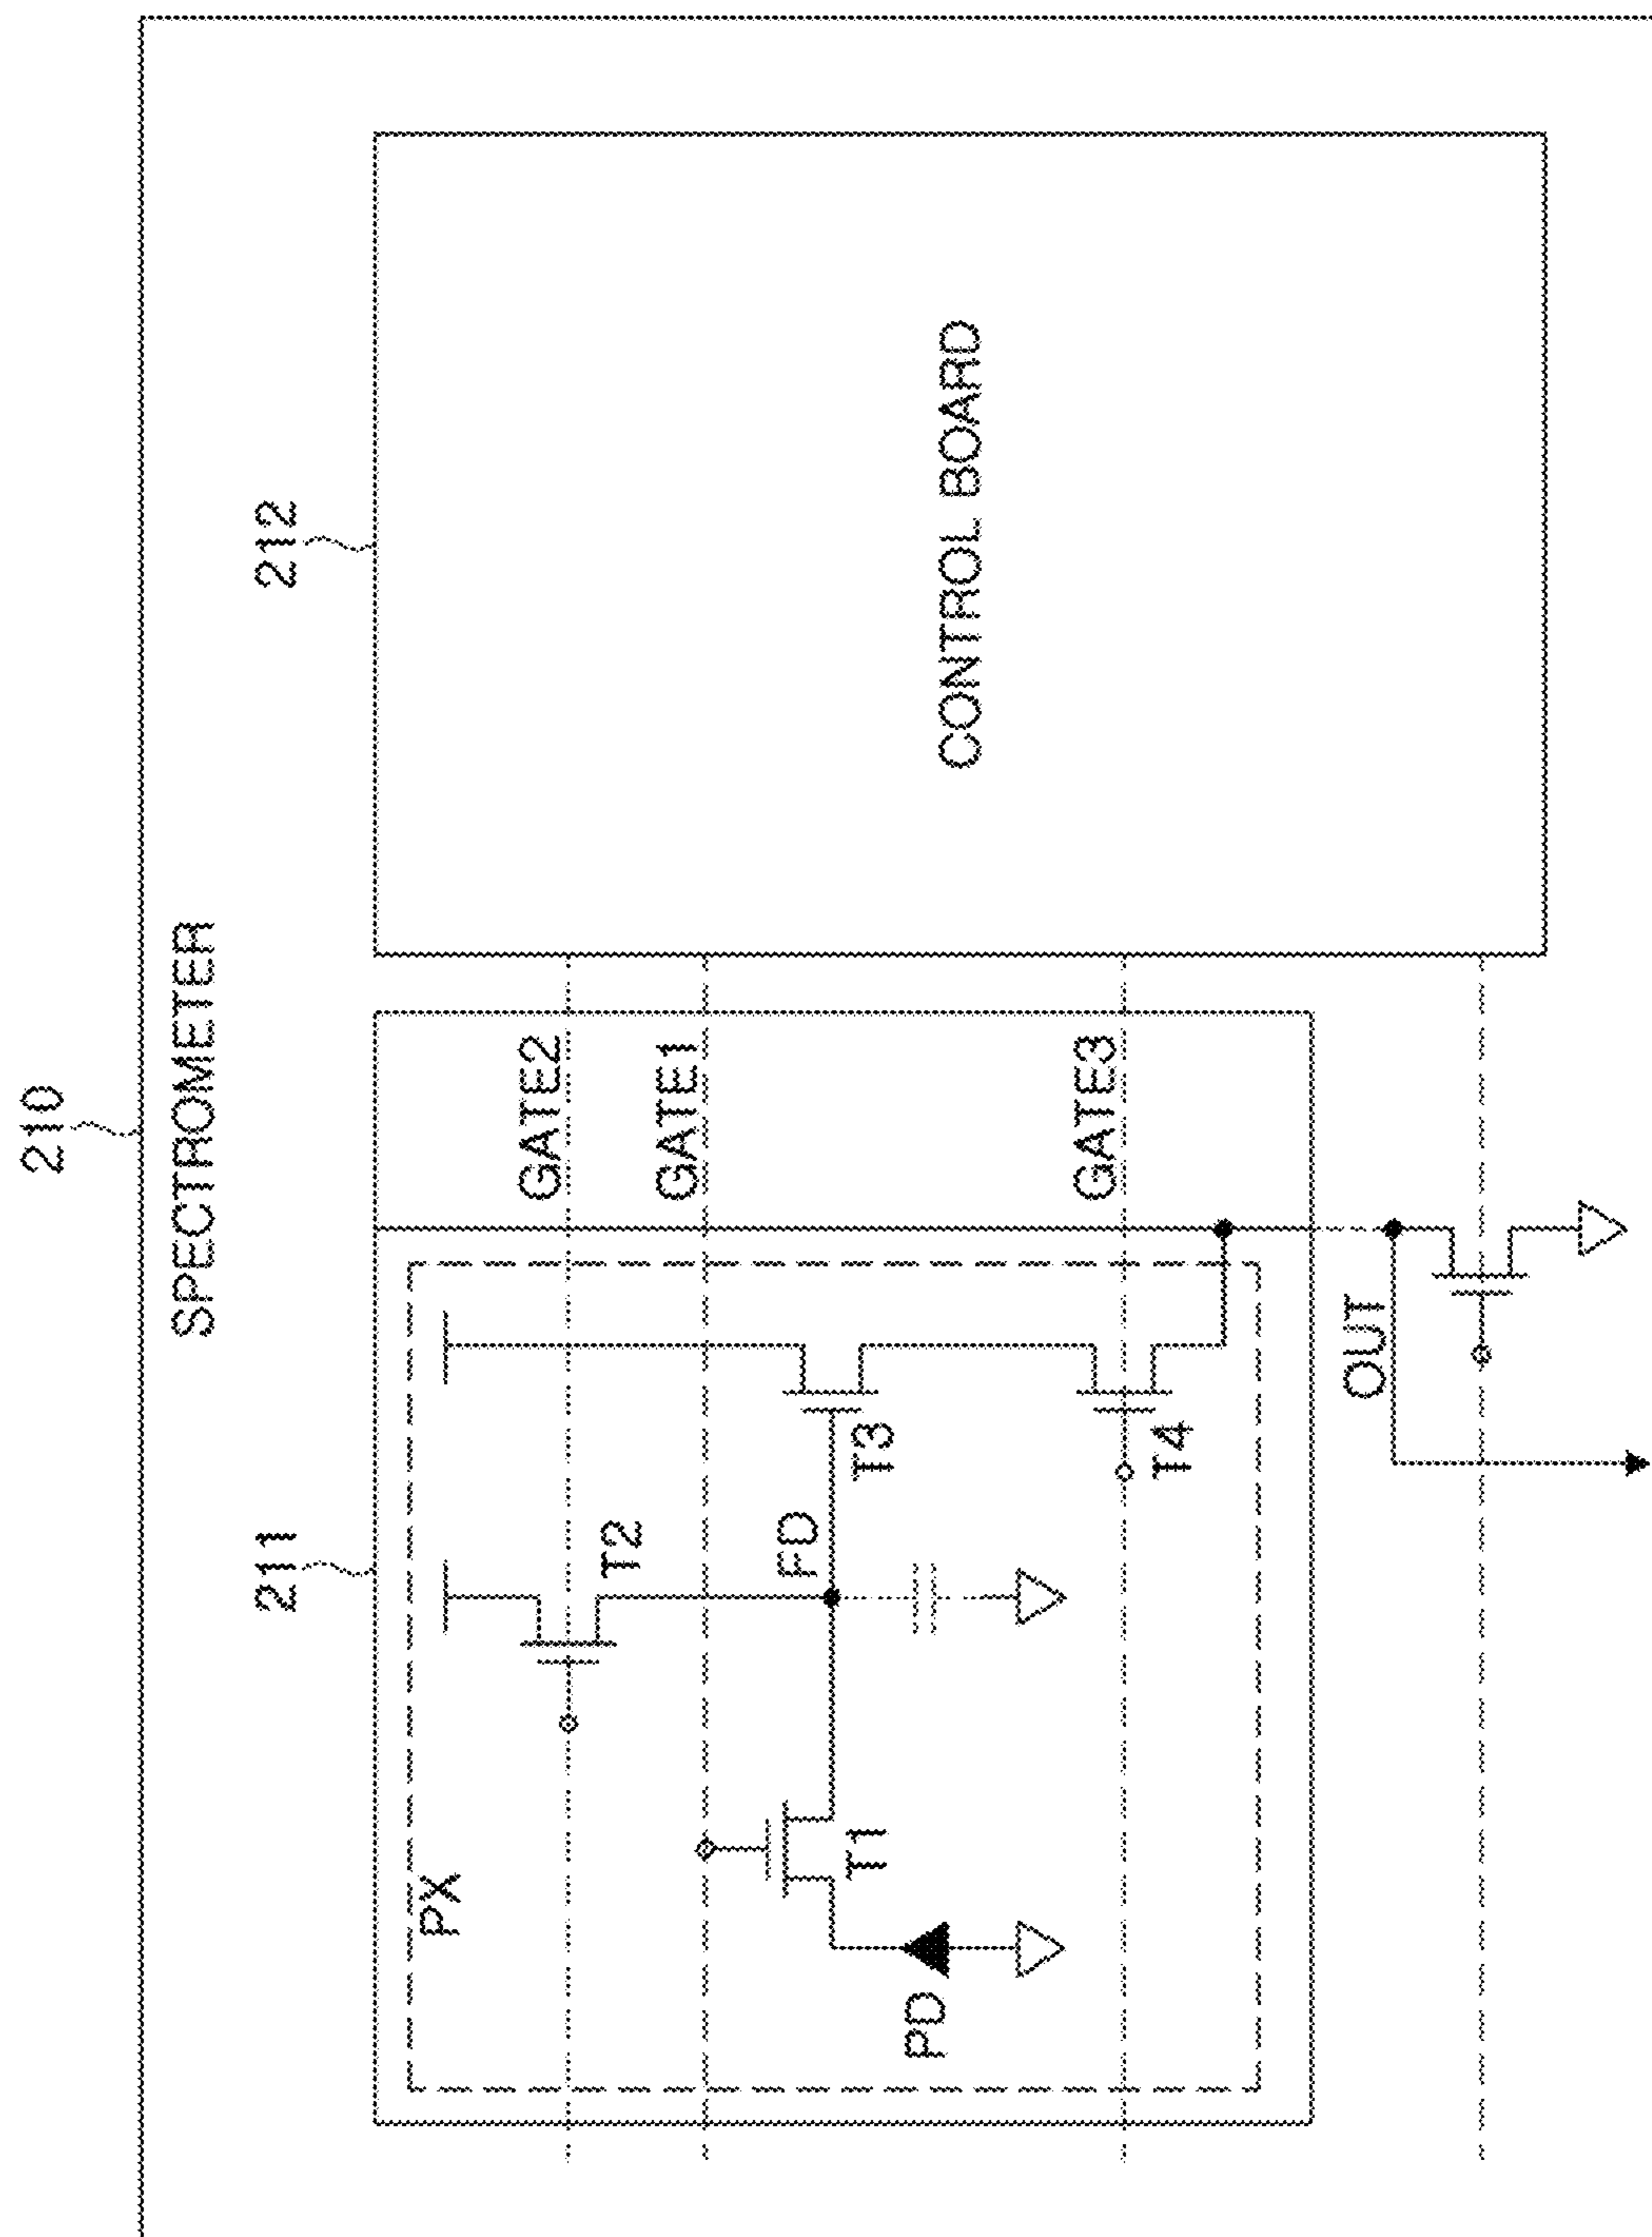 210
SPECTROMETER
211
212
PX
GATE2
T2
GATE1
FD
T1
T3
PD
GATE3
T4
CONTROL BOARD
OUT